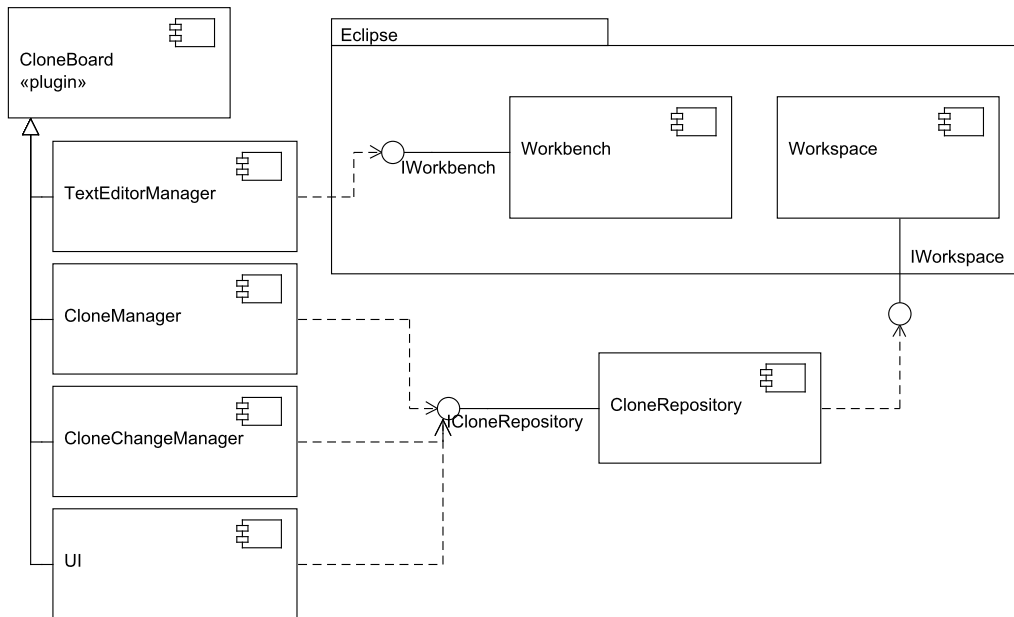 CloneBoard
«plugin»
Eclipse
Workbench
Workspace
IWorkbench
TextEditorManager
IWorkspace
CloneManager
CloneRepository
ICloneRepository
CloneChangeManager
UI